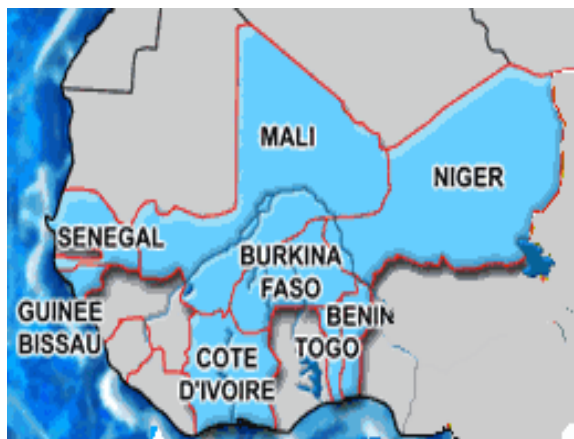 MALI
NIGER
SENEGAL
BURKINA
FASO
GUINEE
BISSAU
BENIN
TOGO
COTE
D'IVOIRE